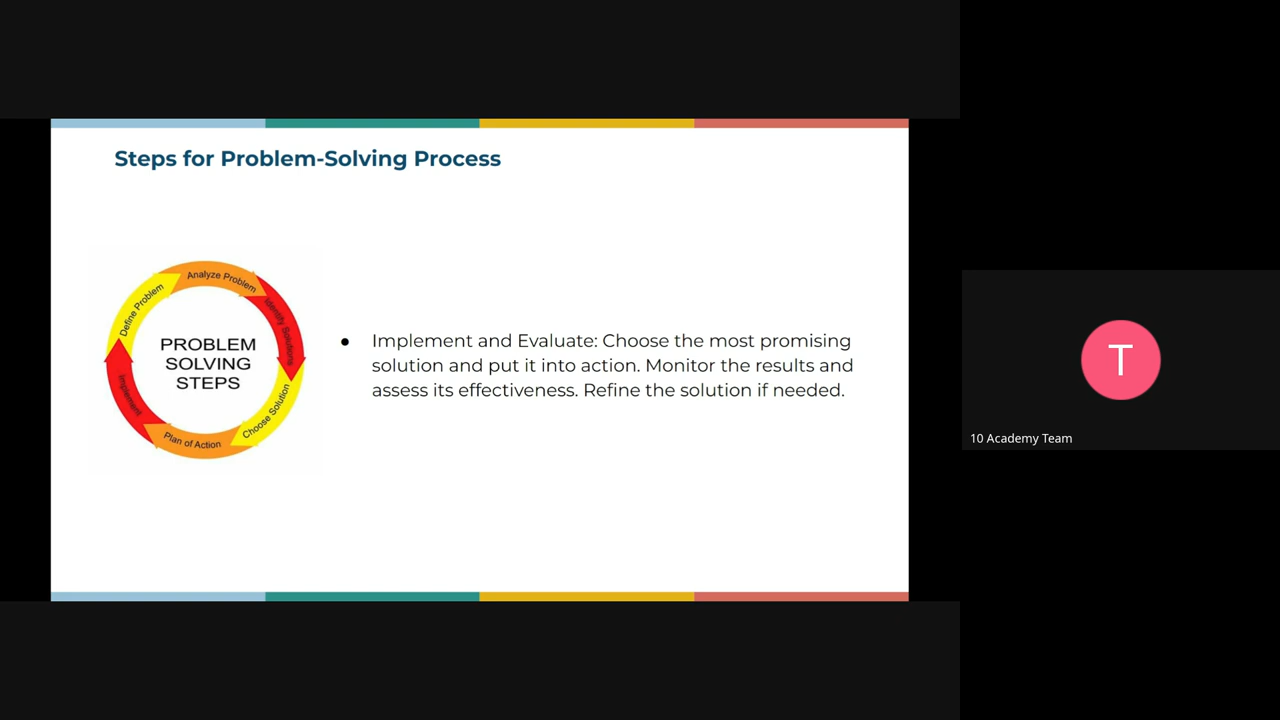 Steps for Problem-Solving Process
Analyze Problem
Define Problem
Identify Solutions
PROBLEM
SOLVING
STEPS
Implement
Choose Solution
Plan of Action
● Implement and Evaluate: Choose the most promising
solution and put it into action. Monitor the results and
assess its effectiveness. Refine the solution if needed.
T
10 Academy Team